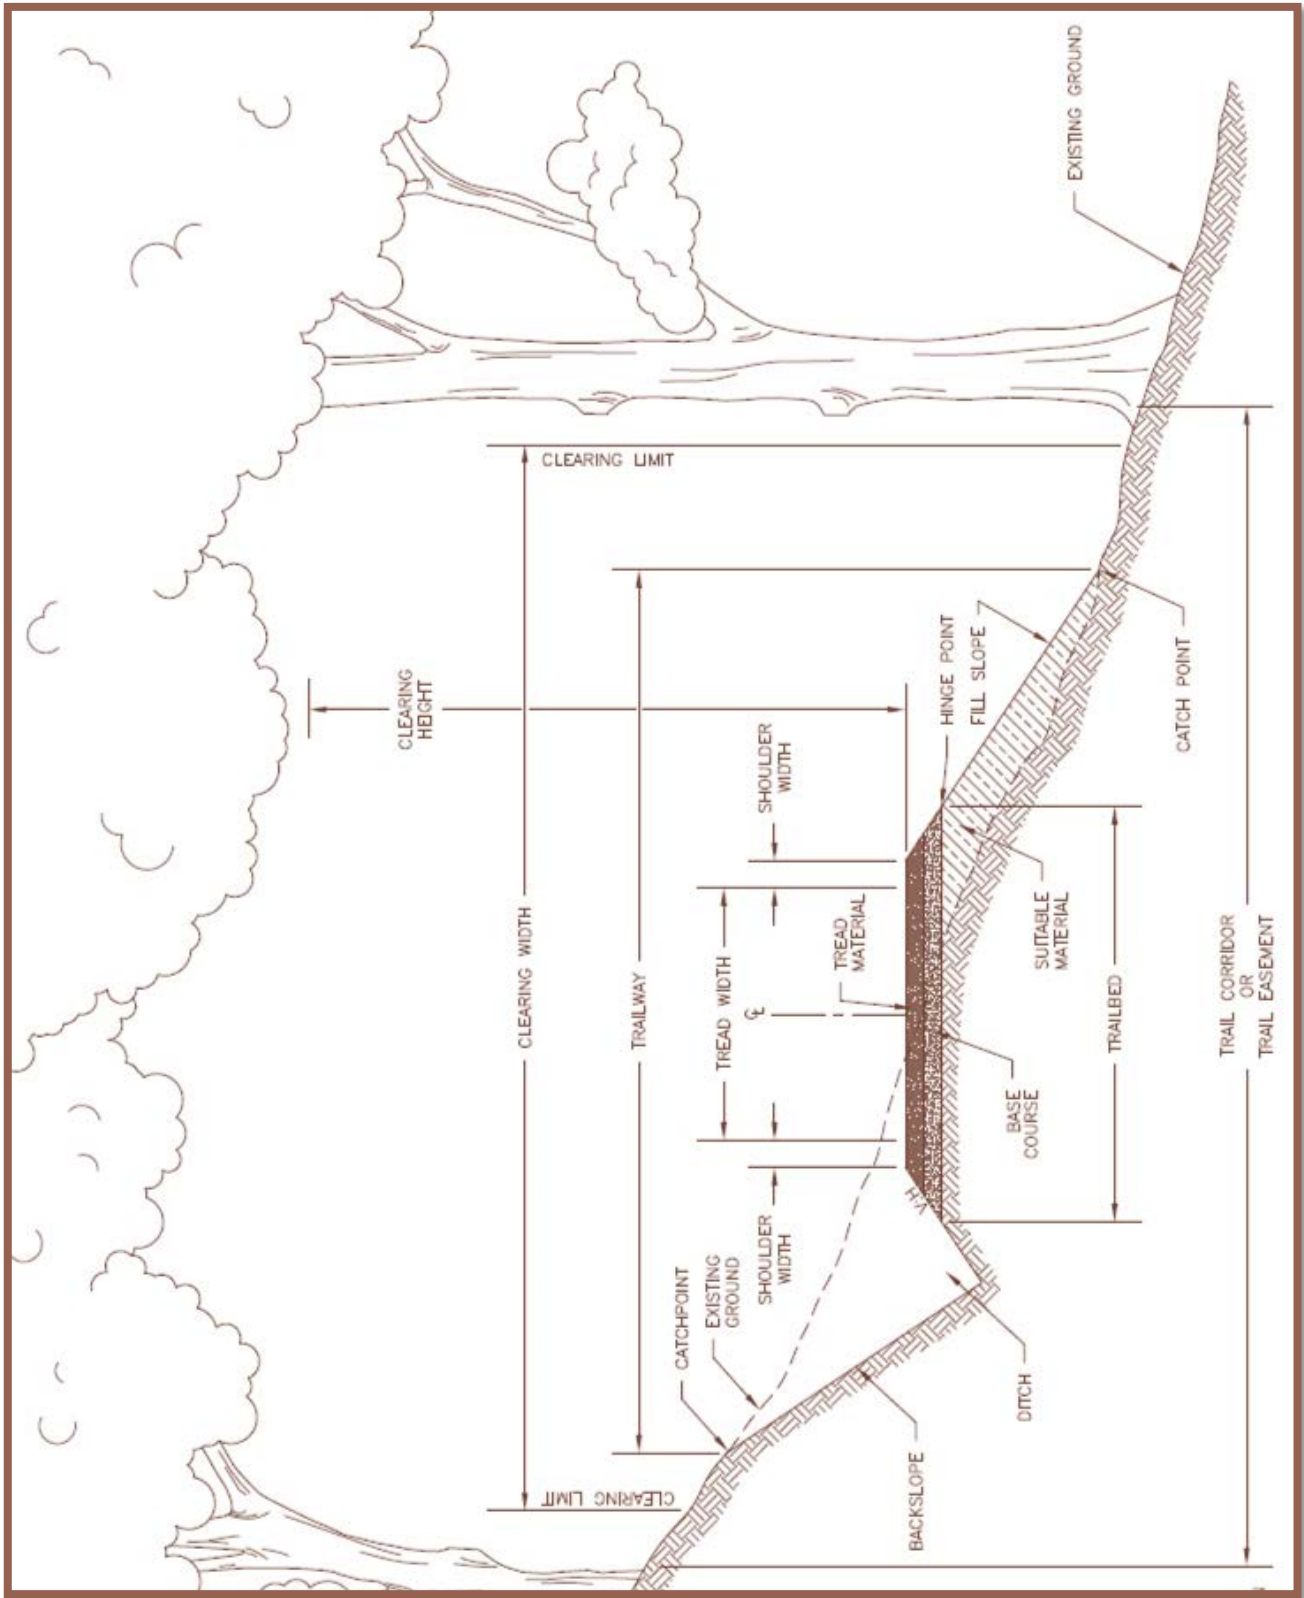 CLEARING
HEIGHT
CLEARING LIMIT
CLEARING WIDTH
CLEARING LIMIT
TRAILWAY
CATCHPOINT
EXISTING
GROUND
TREAD WIDTH
SHOULDER
WIDTH
SHOULDER
WIDTH
℄
TREAD
MATERIAL
V:H
HINGE POINT
FILL SLOPE
EXISTING GROUND
BACKSLOPE
DITCH
BASE
COURSE
SUITABLE
MATERIAL
TRAILBED
CATCH POINT
TRAIL CORRIDOR
OR
TRAIL EASEMENT